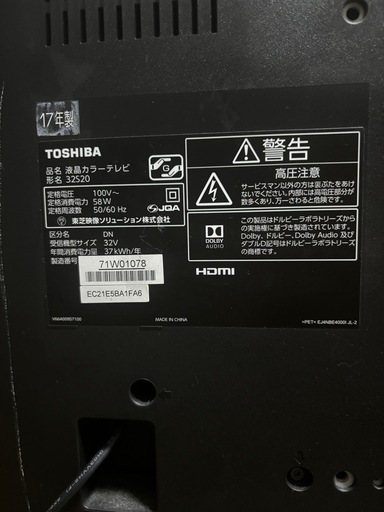 17年製
TOSHIBA
品名 液晶カラーテレビ
形名 32S20
定格電圧 100V～
定格消費電力 58W
定格周波数 50/60 Hz
JQA
東芝映像ソリューション株式会社
区分名 DN
受信機型サイズ 32V
年間消費電力量 37 kWh/年
製造番号
71W01078
EC21E5BA1FA6
VMA00957100
MADE IN CHINA
警告
高圧注意
サービスマン以外の方は裏ぶたをあけ
ないでください。内部には高電圧部分が
数多くあり、万一さわると危険です。
DOLBY
AUDIO
この製品はドルビーラボラトリーズから
の実施権に基づき製造されています。
Dolby、ドルビー、Dolby Audio 及び
ダブルD記号はドルビーラボラトリーズ
の商標です。
HDMI
>PET< EJ4NBE4000I JL-2